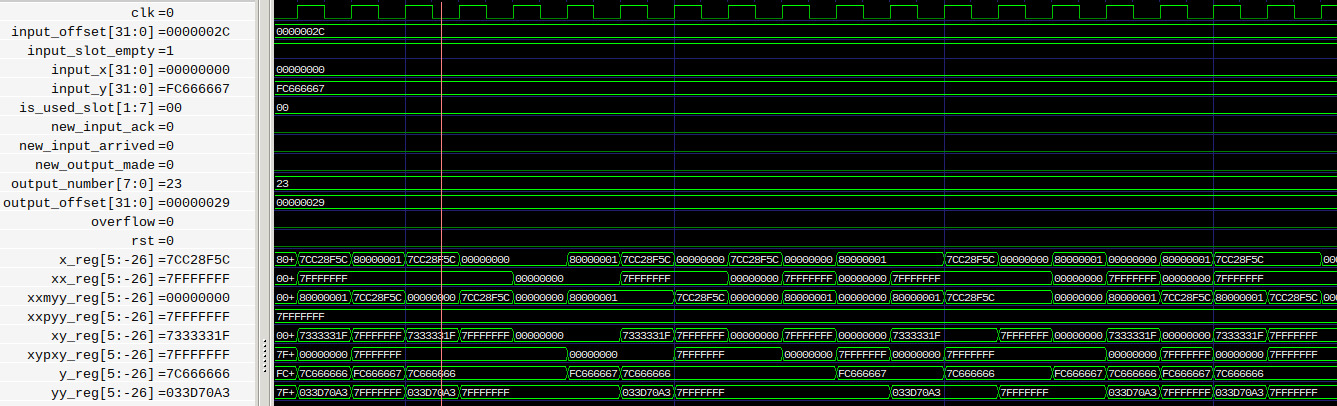 clk =0
input_offset[31:0] =0000002C 0000002C
input_slot_empty =1
input_x[31:0] =00000000 00000000
input_y[31:0] =FC666667 FC666667
is_used_slot[1:7] =00 00
new_input_ack =0
new_input_arrived =0
new_output_made =0
output_number[7:0] =23 23
output_offset[31:0] =00000029 00000029
overflow =0
rst =0
x_reg[5:-26] =7CC28F5C 80+ 7CC28F5C 80000001 7CC28F5C 00000000 80000001 7CC28F5C 00000000 7CC28F5C 00000000 80000001 7CC28F5C 00000000 80000001 00000000 80000001 7CC28F5C 00
xx_reg[5:-26] =7FFFFFFF 00+ 7FFFFFFF 00000000 7FFFFFFF 00000000 7FFFFFFF 00000000 7FFFFFFF 00000000 7FFFFFFF 00000000 7FFFFFFF
xxmyy_reg[5:-26] =00000000 00+ 80000001 7CC28F5C 00000000 7CC28F5C 00000000 80000001 7CC28F5C 00000000 80000001 00000000 80000001 7CC28F5C 00000000 80000001 7CC28F5C 80000001 7CC28F5C 00
xxpyy_reg[5:-26] =7FFFFFFF 7FFFFFFF
xy_reg[5:-26] =7333331F 00+ 7333331F 7FFFFFFF 7333331F 7FFFFFFF 00000000 7333331F 7FFFFFFF 00000000 7FFFFFFF 00000000 7333331F 7FFFFFFF 00000000 7333331F 00000000 7333331F 7FFFFFFF
xypxy_reg[5:-26] =7FFFFFFF 7F+ 00000000 7FFFFFFF 00000000 7FFFFFFF 00000000 7FFFFFFF 00000000 7FFFFFFF 00000000 7FFFFFFF 00000000 7FFFFFFF
y_reg[5:-26] =7C666666 FC+ 7C666666 FC666667 7C666666 FC666667 7C666666 FC666667 7C666666 FC666667 7C666666 FC666667 7C666666
yy_reg[5:-26] =033D70A3 7F+ 033D70A3 7FFFFFFF 033D70A3 7FFFFFFF 033D70A3 7FFFFFFF 033D70A3 7FFFFFFF 033D70A3 7FFFFFFF 033D70A3 7FFFFFFF